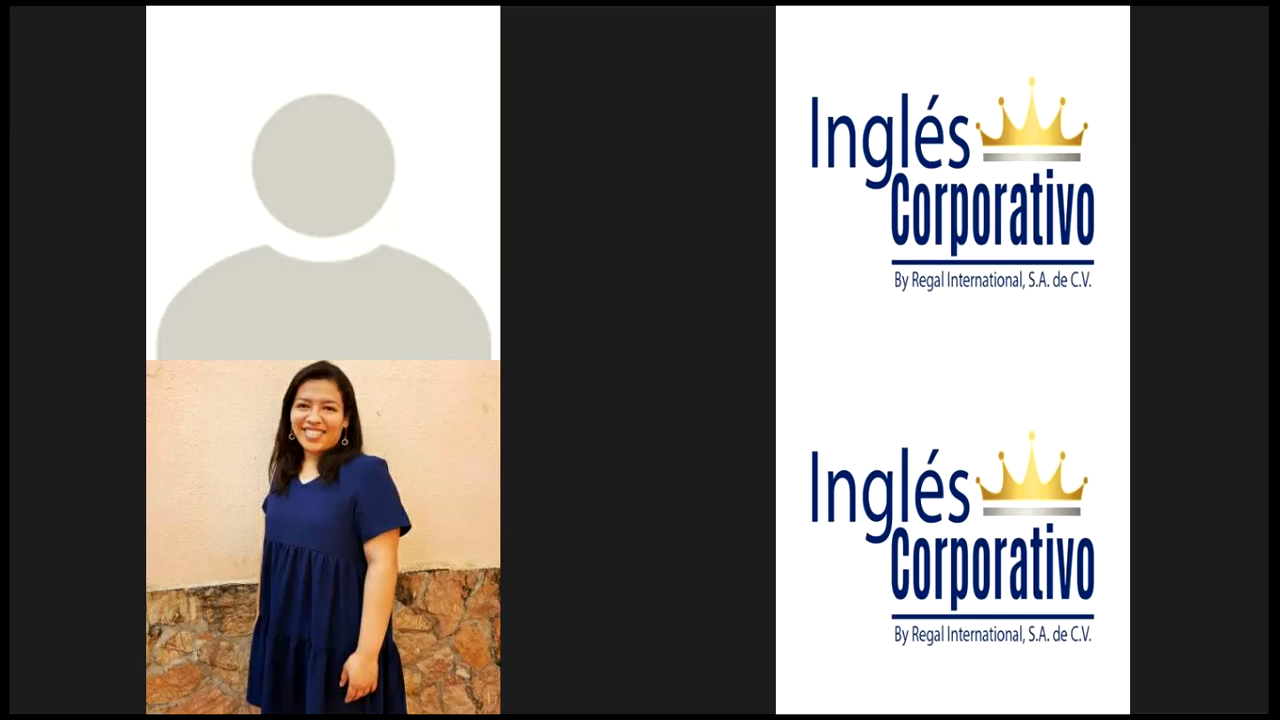 Inglés
Corporativo
By Regal International, S.A. de C.V.
Inglés
Corporativo
By Regal International, S.A. de C.V.